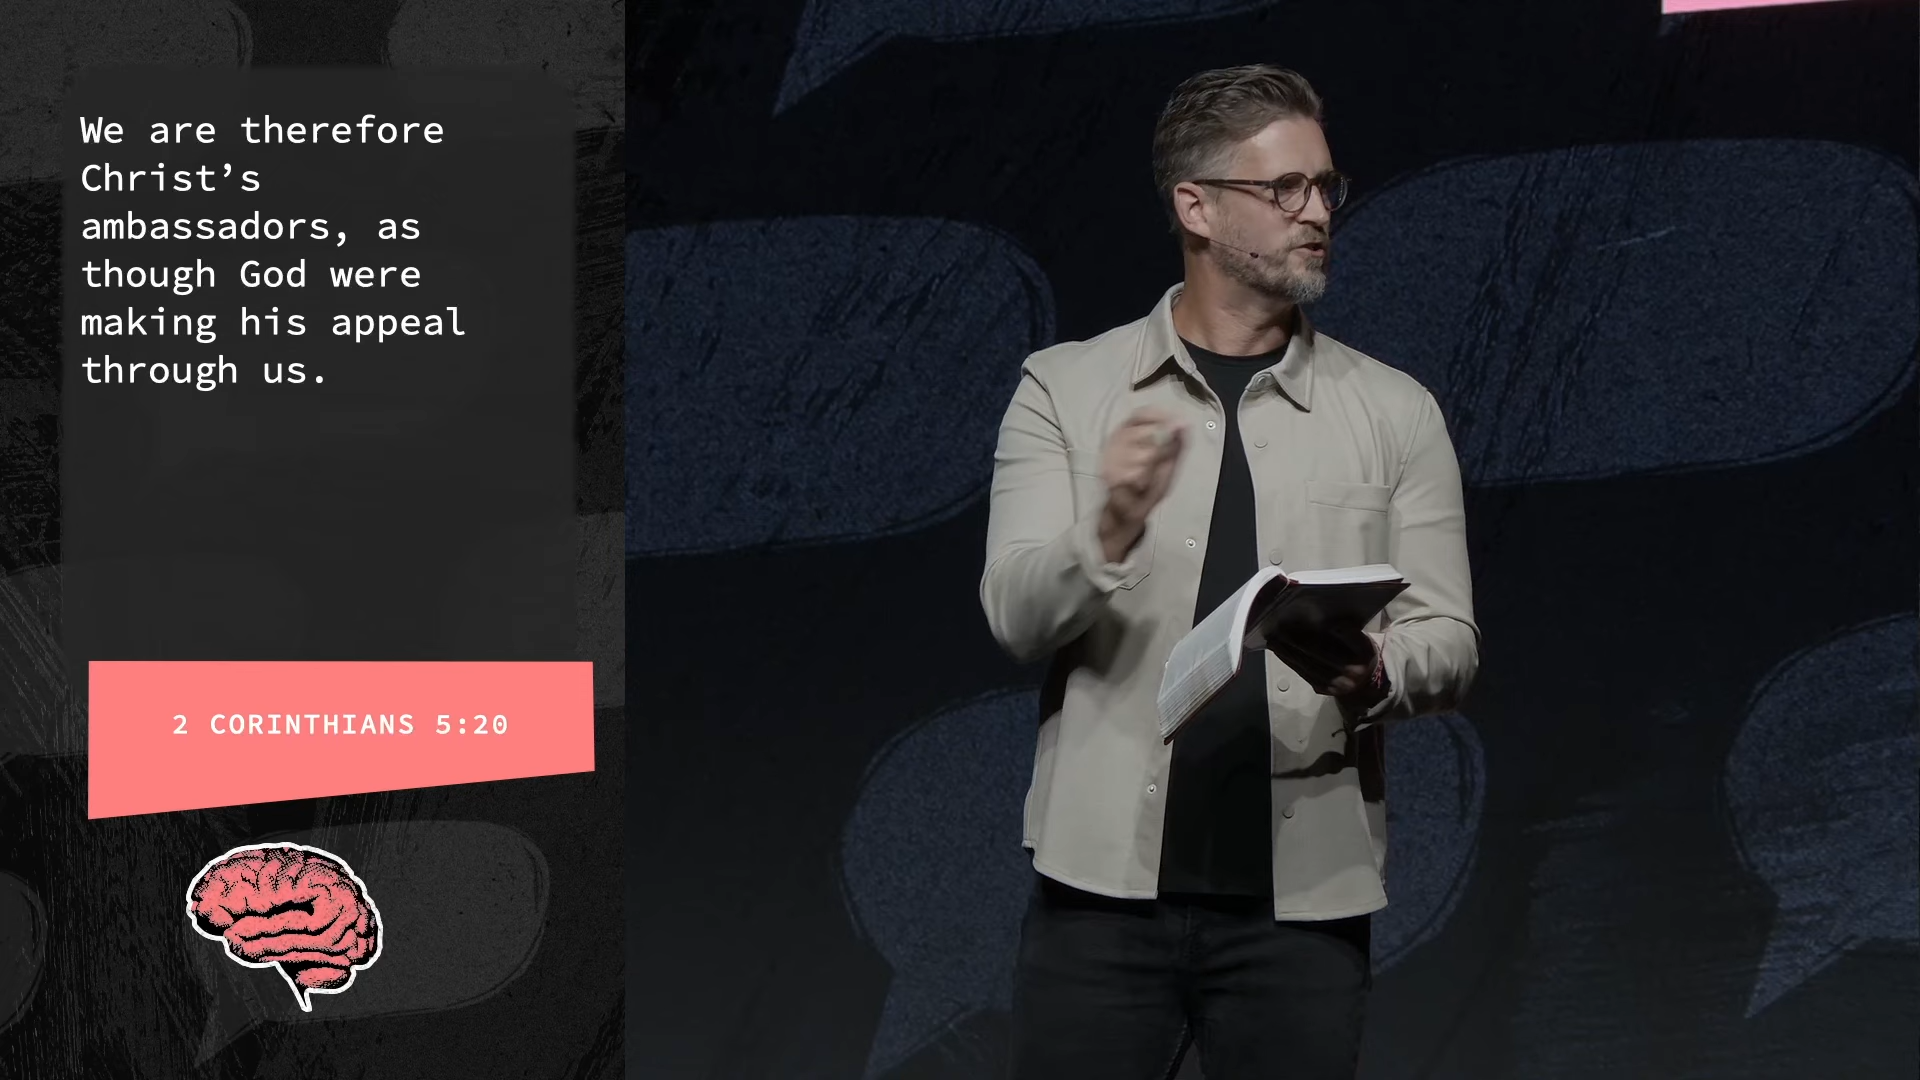 We are therefore
Christ’s
ambassadors, as
though God were
making his appeal
through us.
2 CORINTHIANS 5:20